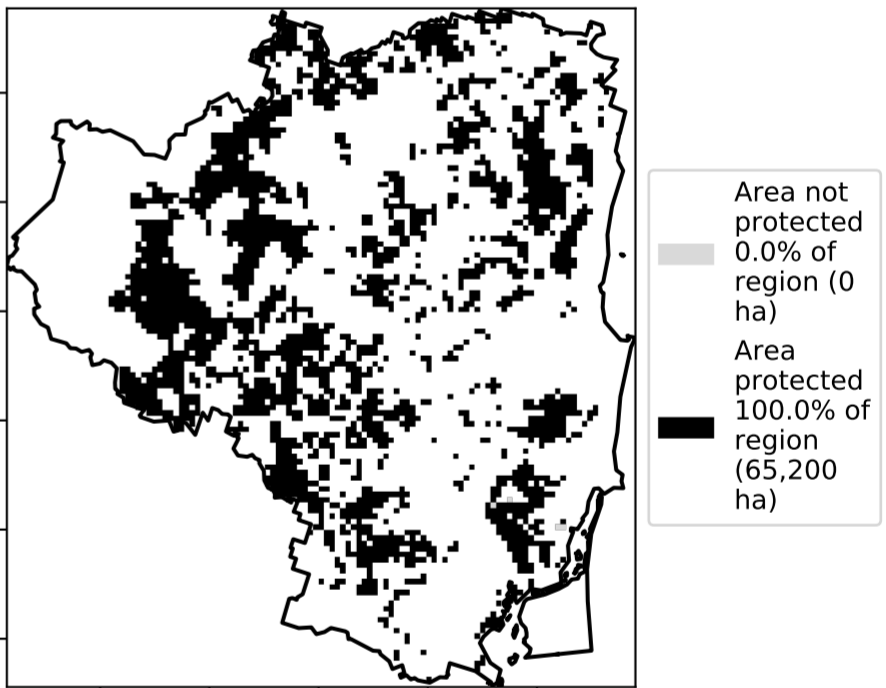 Area not
protected
0.0% of
region (0
ha)
Area
protected
100.0% of
region
(65,200
ha)